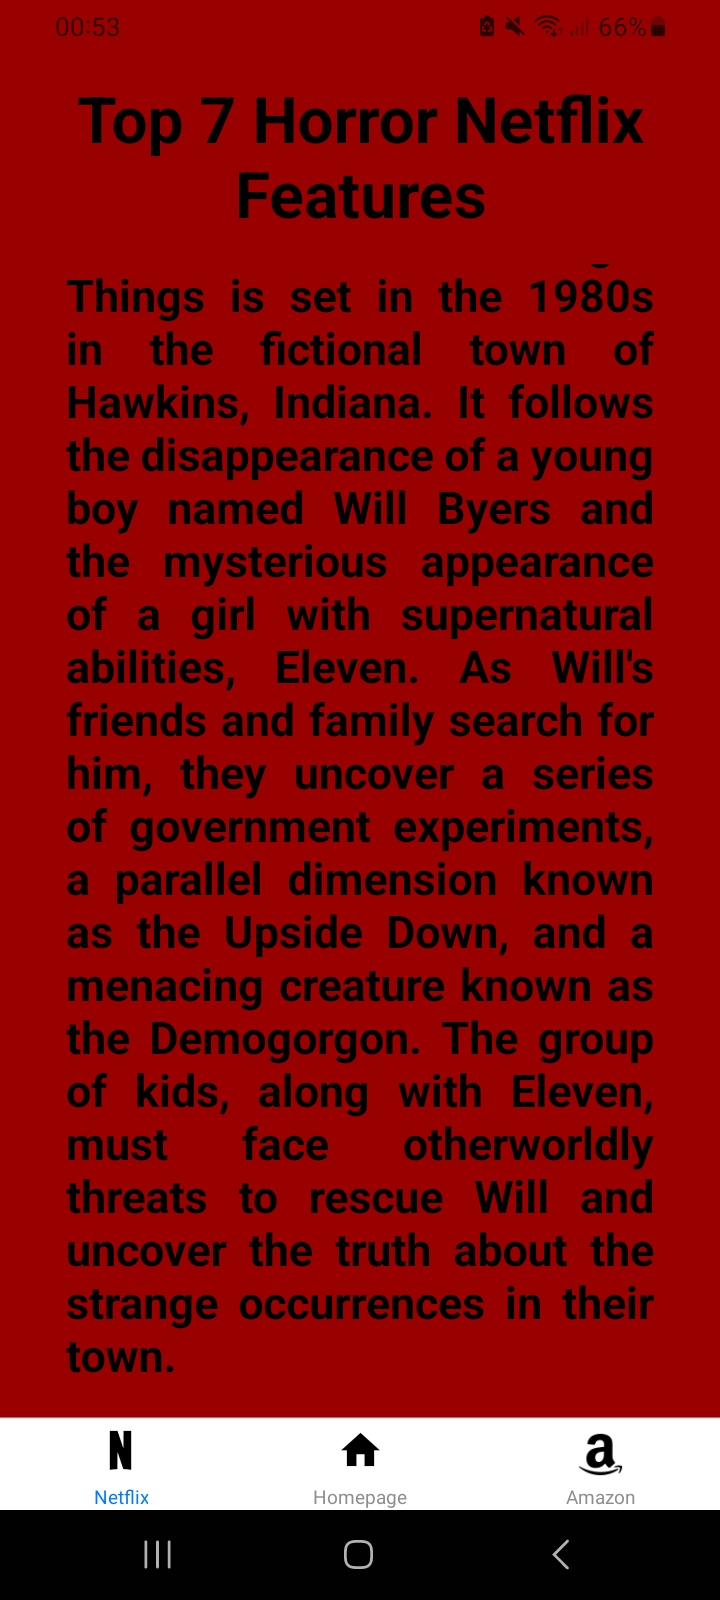 00:53
66%
Top 7 Horror Netflix
Features
Things is set in the 1980s
in the fictional town of
Hawkins, Indiana. It follows
the disappearance of a young
boy named Will Byers and
the mysterious appearance
of a girl with supernatural
abilities, Eleven. As Will's
friends and family search for
him, they uncover a series
of government experiments,
a parallel dimension known
as the Upside Down, and a
menacing creature known as
the Demogorgon. The group
of kids, along with Eleven,
must face otherworldly
threats to rescue Will and
uncover the truth about the
strange occurrences in their
town.
N
a
Netflix
Homepage
Amazon